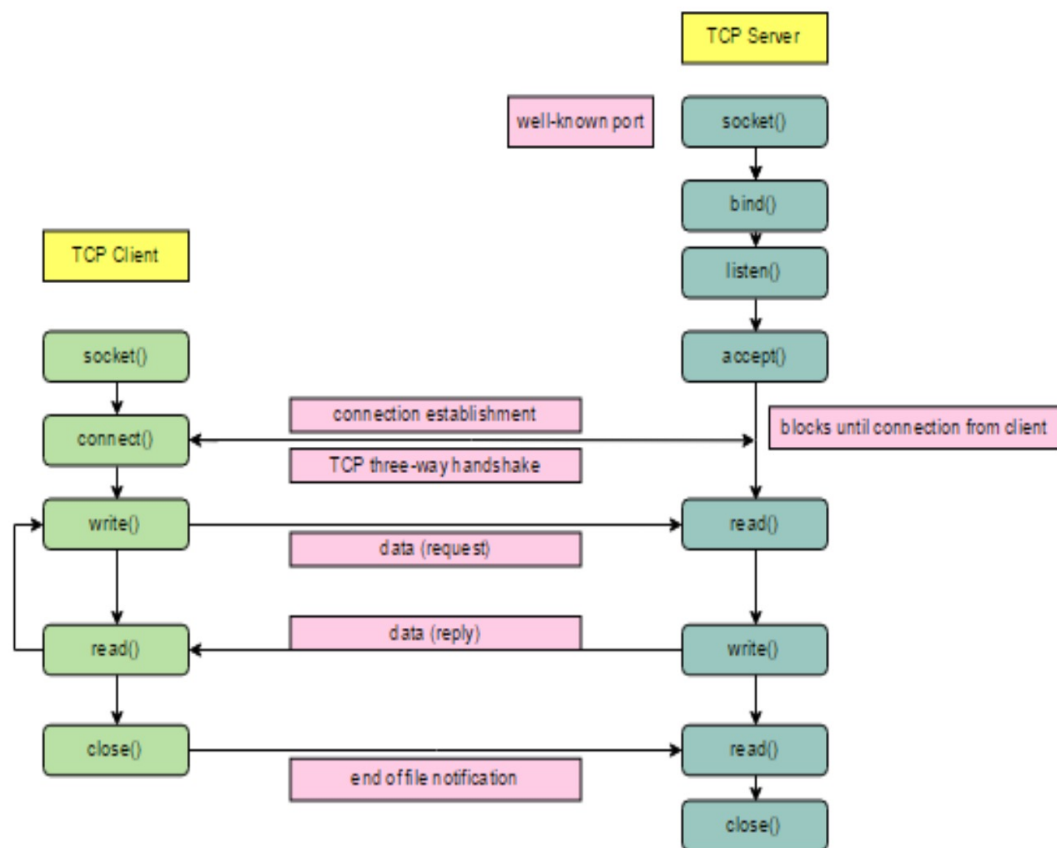 TCP Server
well-known port
socket()
bind()
TCP Client
listen()
socket()
accept()
connection establishment
blocks until connection from client
connect()
TCP three-way handshake
write()
read()
data (request)
data (reply)
read()
write()
close()
read()
end of file notification
close()